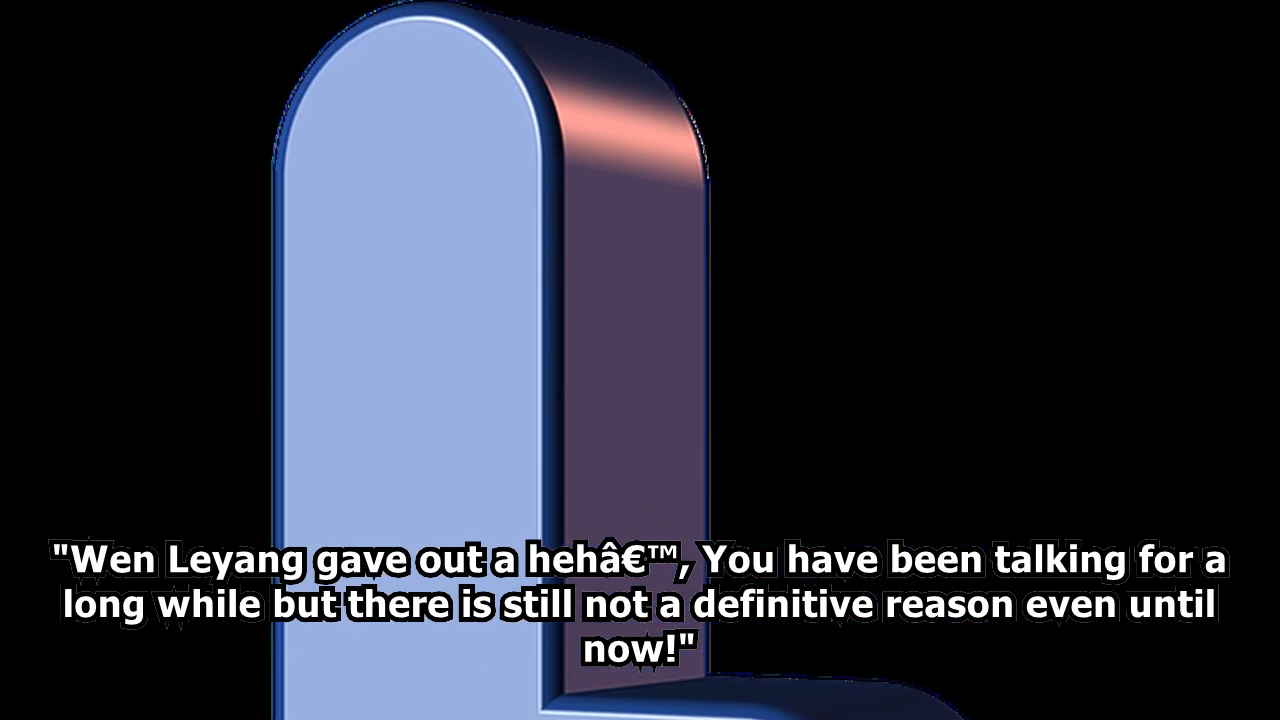 "Wen Leyang gave out a hehâ€™, You have been talking for a
long while but there is still not a definitive reason even until
now!"